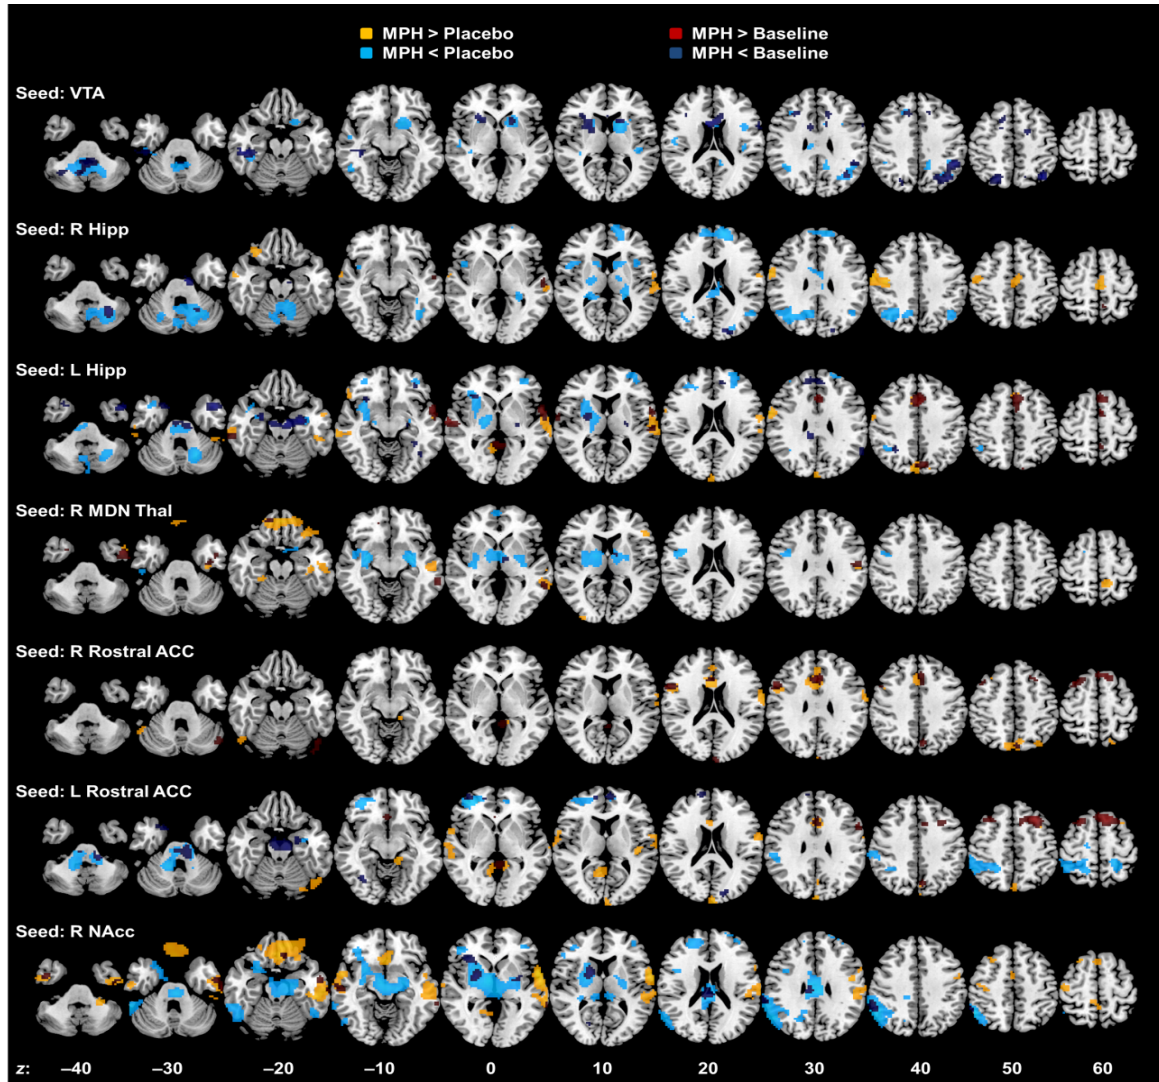 MPH > Placebo MPH > Baseline
MPH < Placebo MPH < Baseline
Seed: VTA
Seed: R Hipp
Seed: L Hipp
Seed: R MDN Thal
Seed: R Rostral ACC
Seed: L Rostral ACC
Seed: R NAcc
z: –40 –30 –20 –10 0 10 20 30 40 50 60